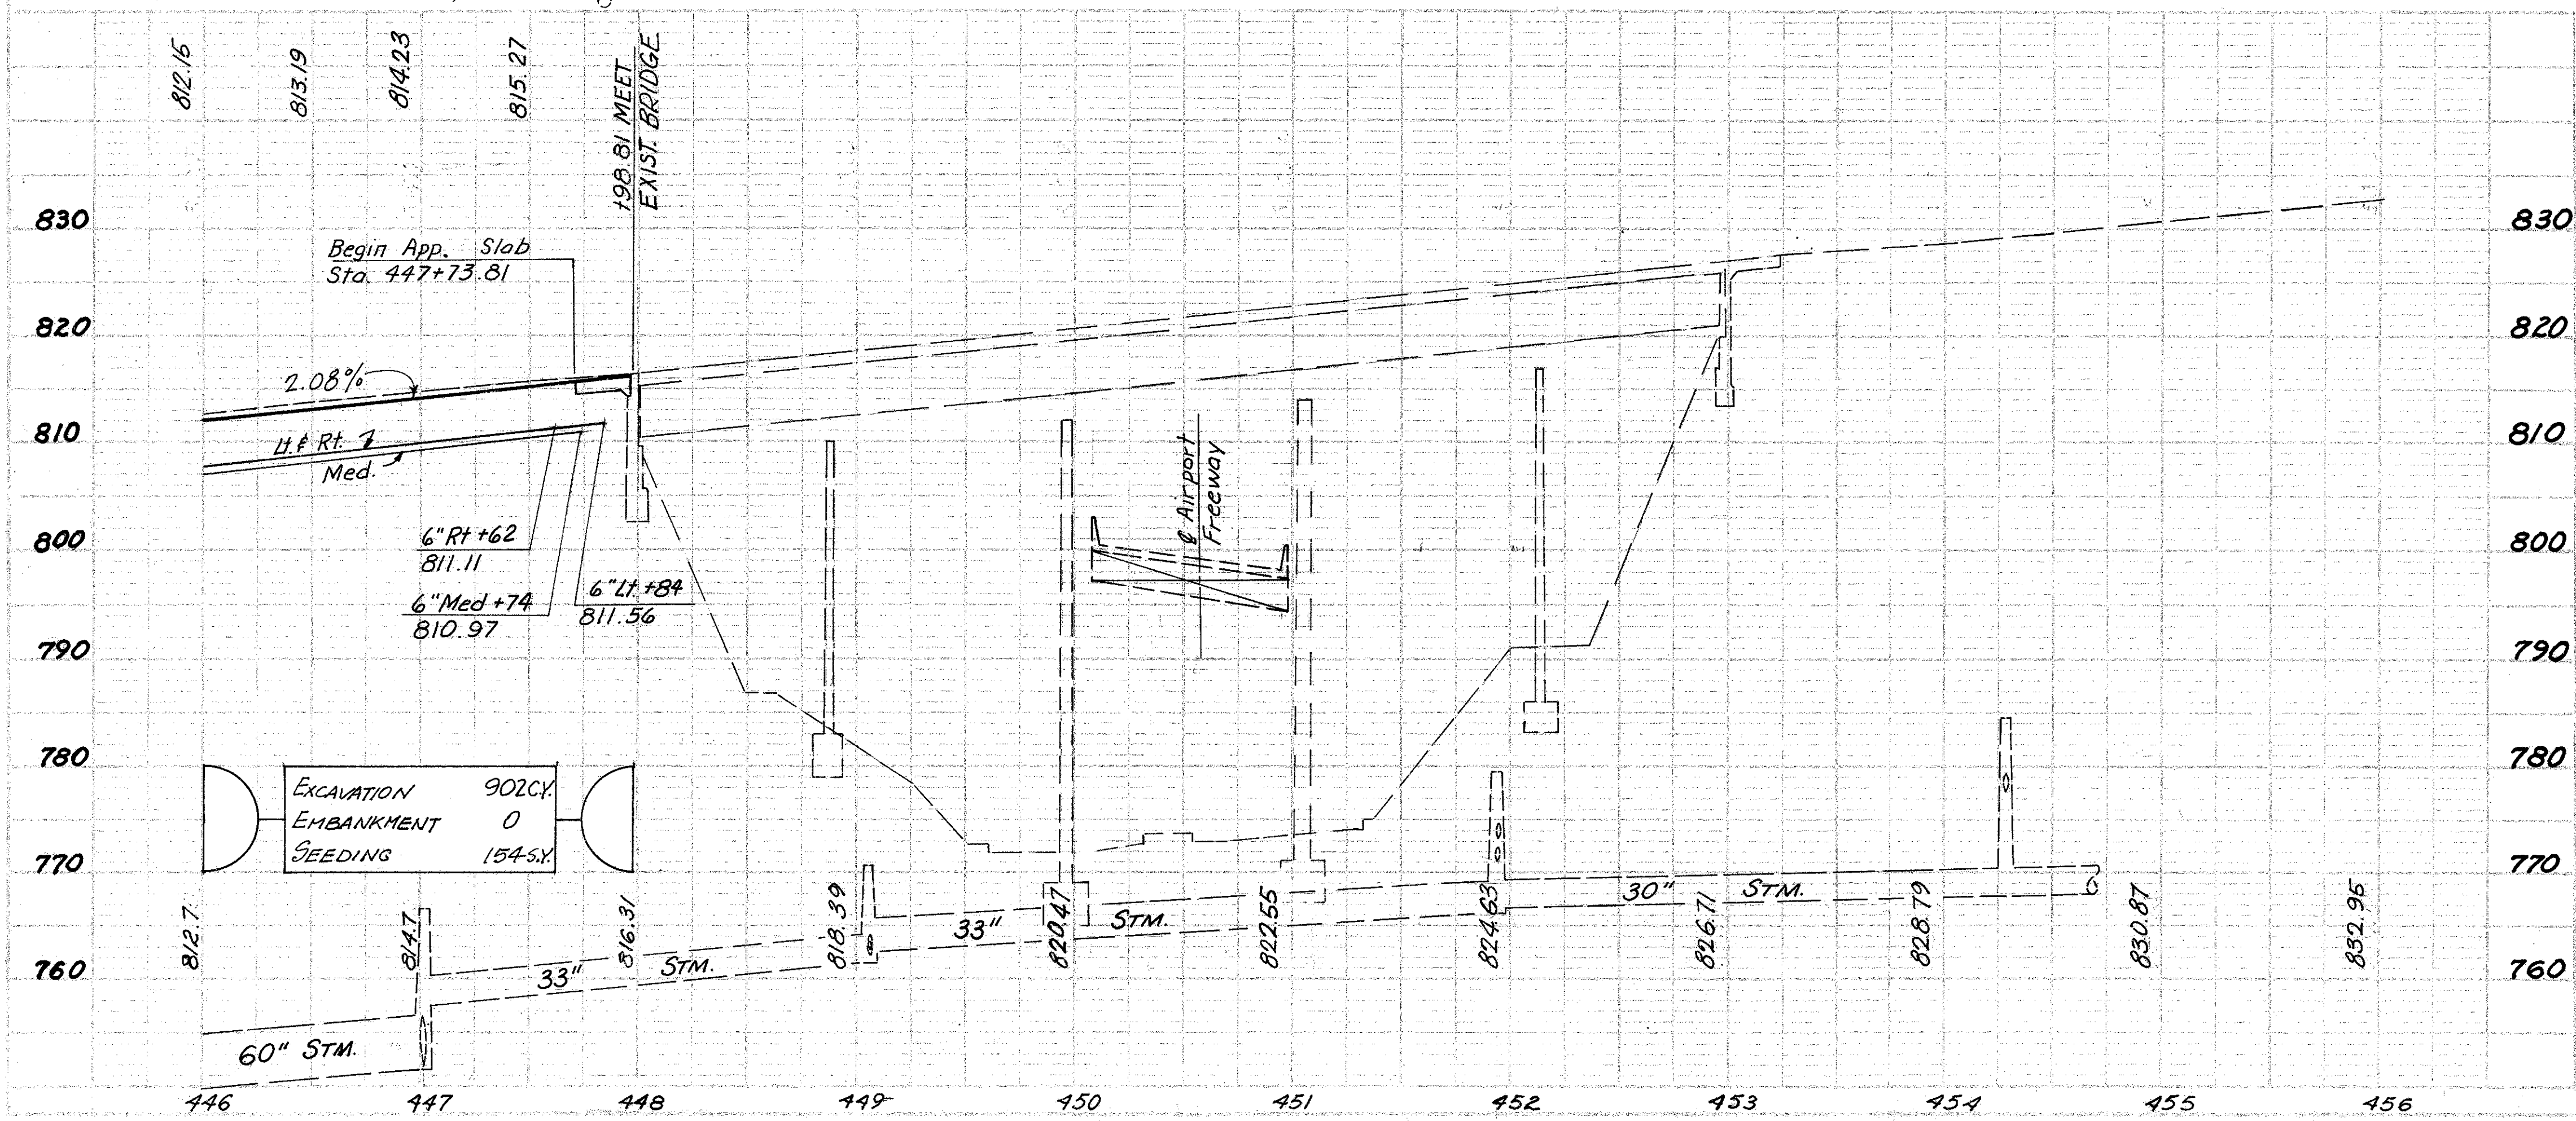 812.15
813.19
814.23
815.27
+98.81 MEET
EXIST. BRIDGE
830
830
Begin App. Slab
Sta. 447+73.81
820
820
2.08%
810
810
Lt. & Rt.
Med.
℄ Airport
Freeway
6" Rt +62
811.11
800
800
6" Med +74
810.97
6" Lt. +84
811.56
790
790
780
780
EXCAVATION 902 C.Y.
EMBANKMENT 0
SEEDING 154 S.Y.
770
770
812.7
814.7
816.31
818.39
820.47
822.55
824.63
826.71
828.79
830.87
832.95
30" STM.
33" STM.
33" STM.
760
760
60" STM.
446 447 448 449 450 451 452 453 454 455 456